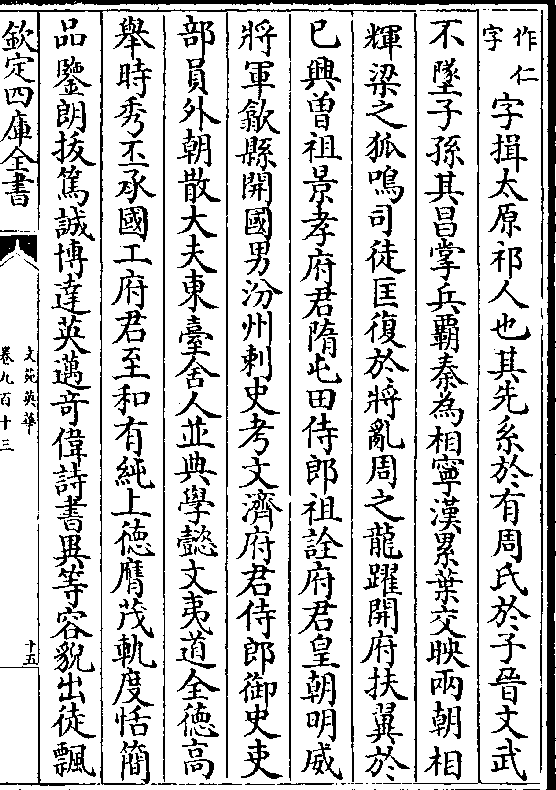 作仁
字
字揖太原祁人也其先系於有周氏於子晉文武
不墜子孫其昌掌兵霸秦為相寧漢累葉交映兩朝相
輝梁之狐鳴司徒匡復於將亂周之龍躍開府扶翼於
已興曽祖景孝府君隋屯田侍郎祖詮府君皇朝明威
將軍歙縣開國男汾州刺史考文濟府君侍郎御史吏
部員外朝散大夫東臺舍人並典學懿文夷道全徳高
舉時秀丕承國工府君至和有純上徳膺茂軌度恬簡
品鑒朗拔篤誠博達英邁竒偉詩書異等容貌出徒飄
欽定四庫全書
文苑英華
卷九百十三
十五